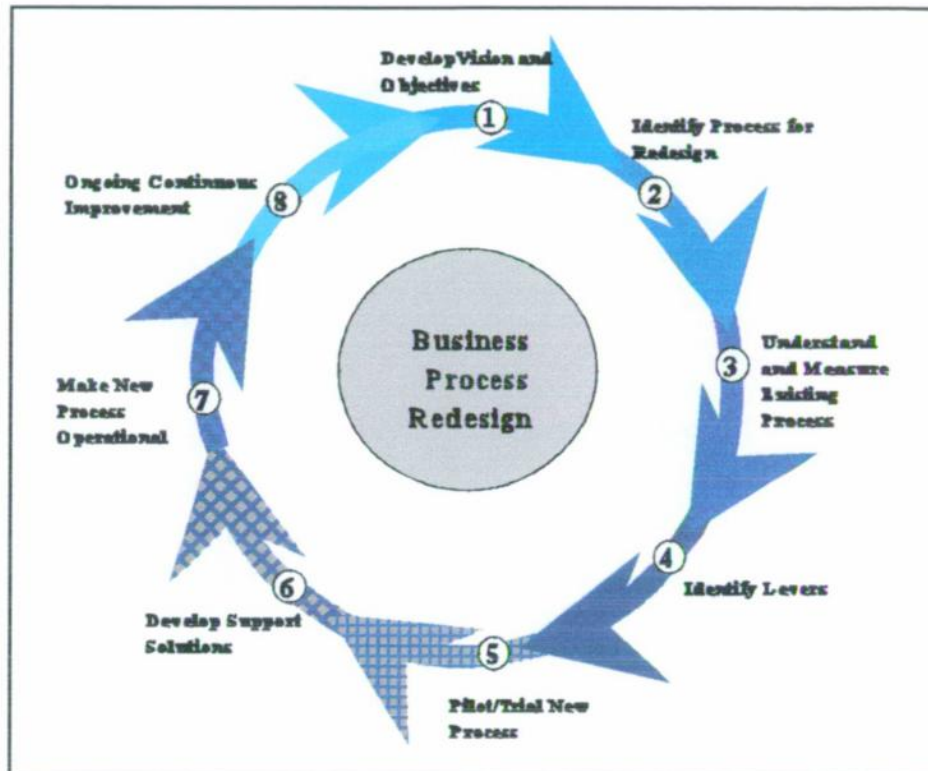 Business
Process
Redesign
1
Develop Vision and
Objectives
2
Identify Process for
Redesign
3
Understand
and Measure
Existing
Process
4
Identify Levers
5
Pilot/Trial New
Process
6
Develop Support
Solutions
7
Make New
Process
Operational
8
Ongoing Continuous
Improvement